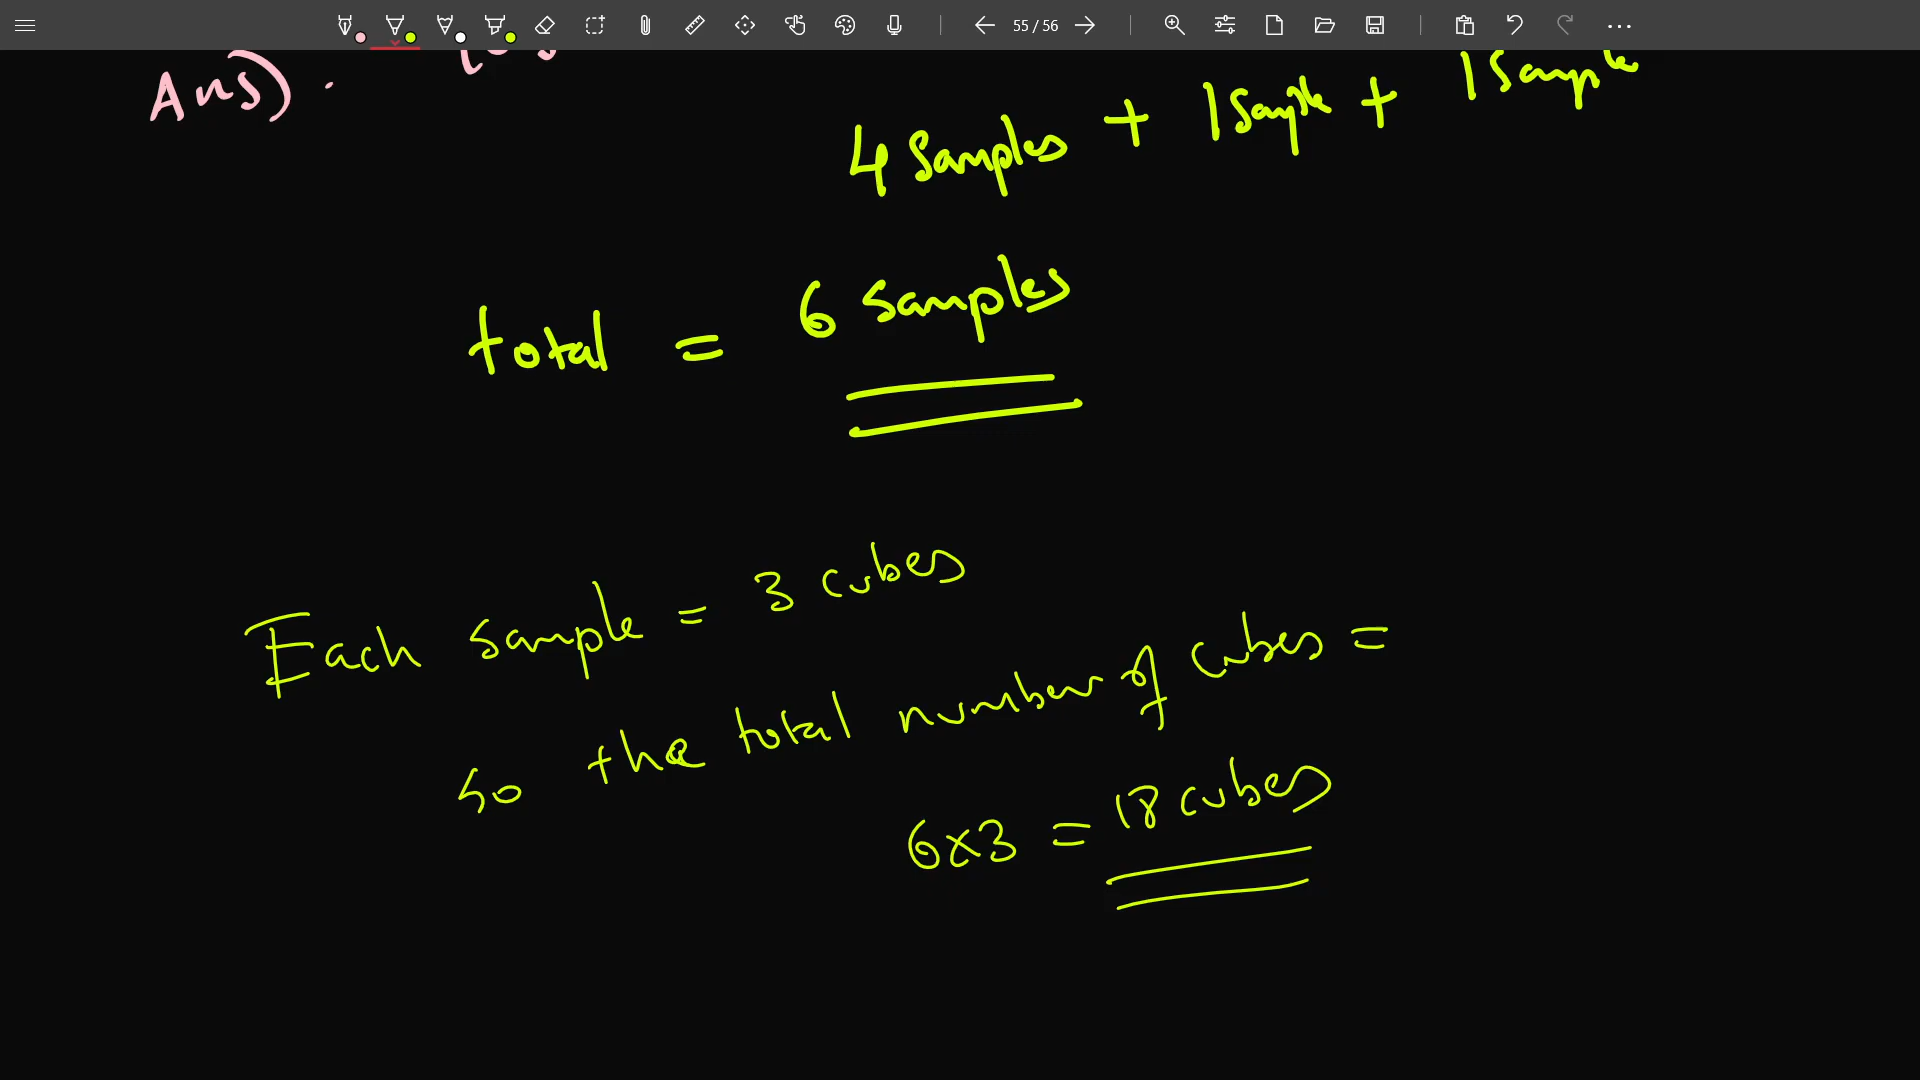 55 / 56
Ans).
4 Samples + 1 Sample + 1 Sample
total = 6 samples
Each sample = 3 cubes
so the total number of cubes =
6x3 = 18 cubes